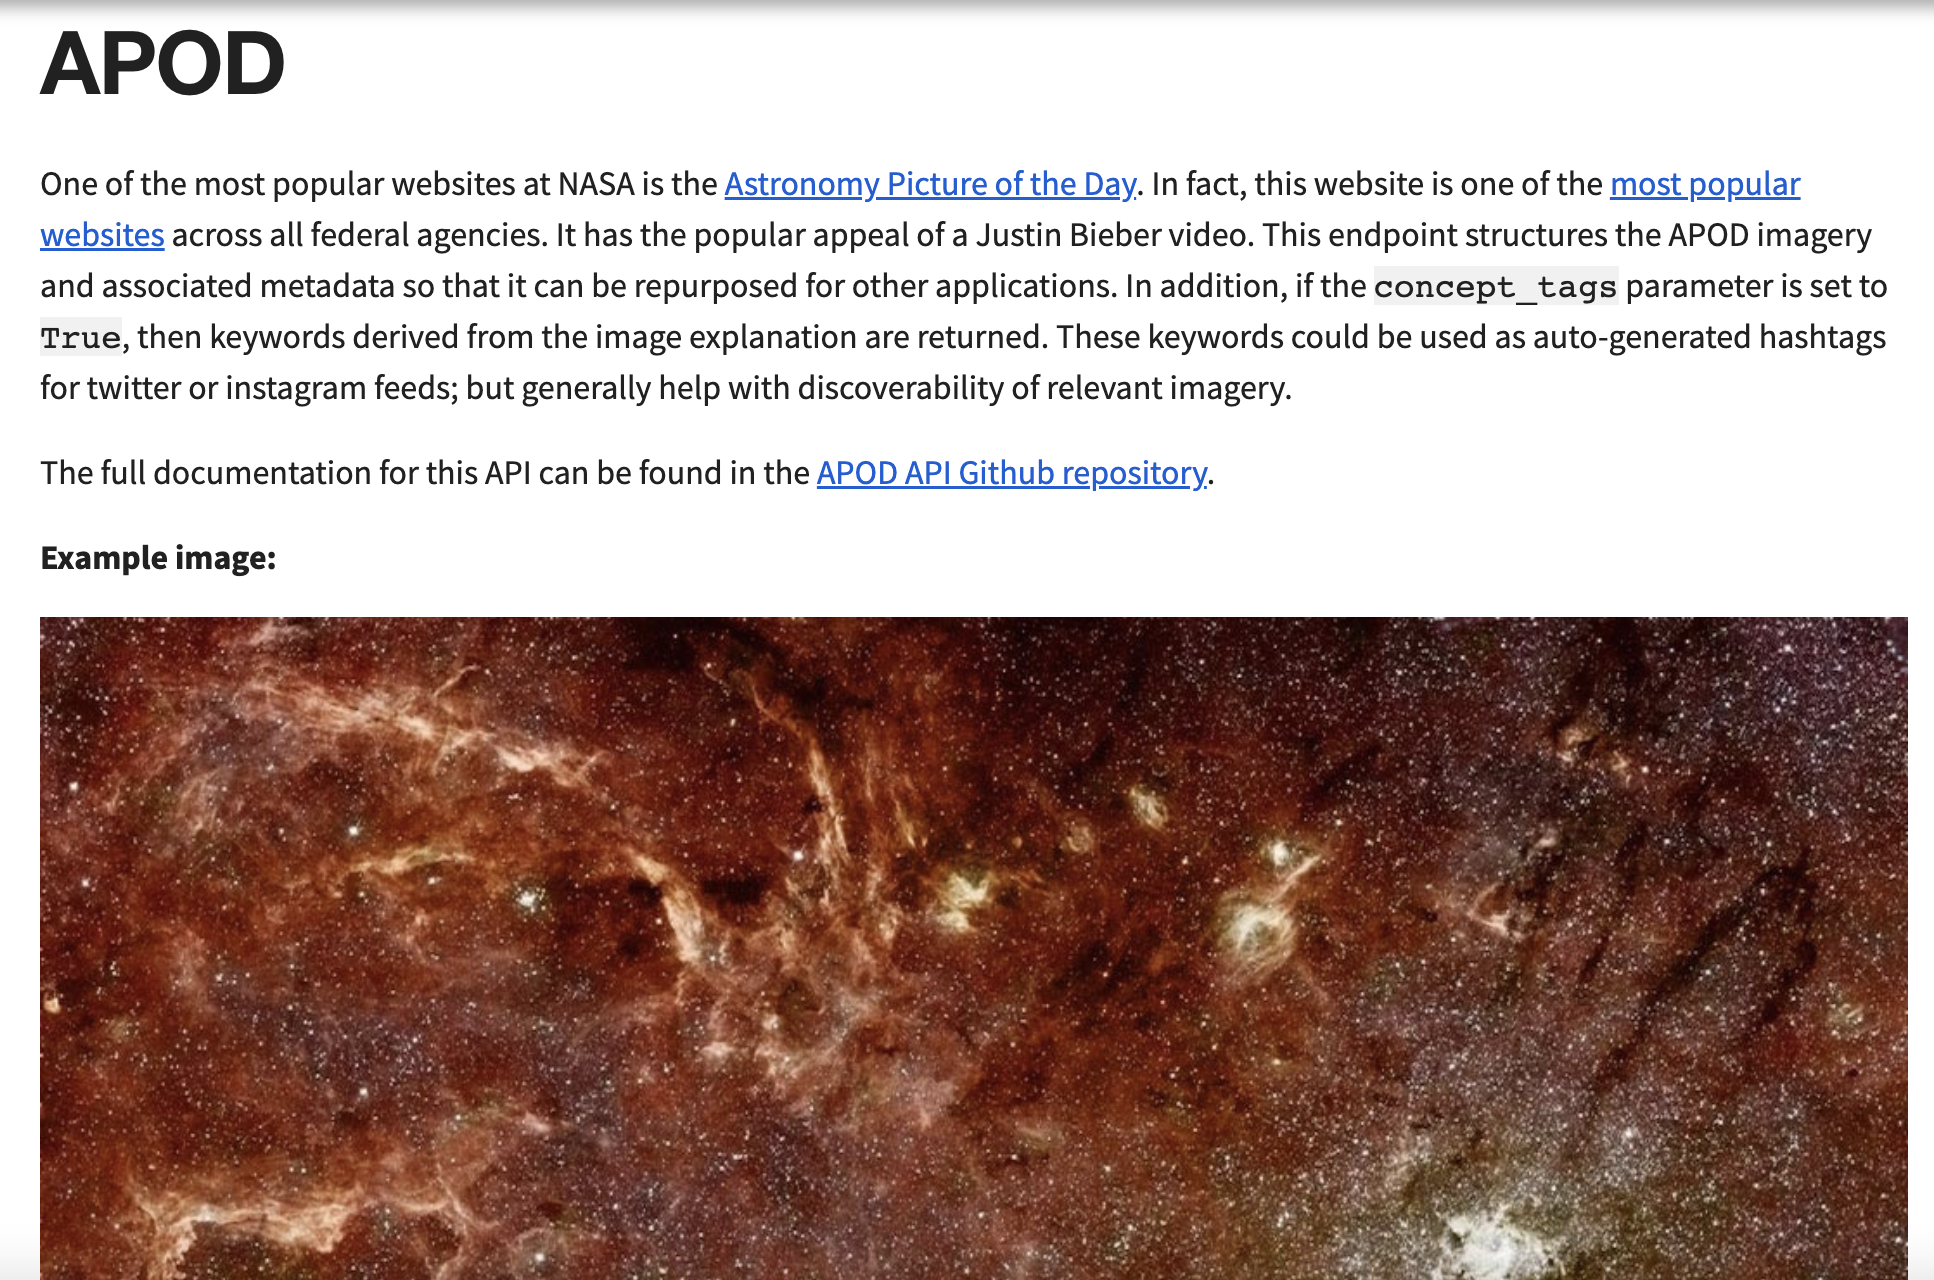 APOD
One of the most popular websites at NASA is the Astronomy Picture of the Day. In fact, this website is one of the most popular
websites across all federal agencies. It has the popular appeal of a Justin Bieber video. This endpoint structures the APOD imagery
and associated metadata so that it can be repurposed for other applications. In addition, if the concept_tags parameter is set to
True, then keywords derived from the image explanation are returned. These keywords could be used as auto-generated hashtags
for twitter or instagram feeds; but generally help with discoverability of relevant imagery.
The full documentation for this API can be found in the APOD API Github repository.
Example image: